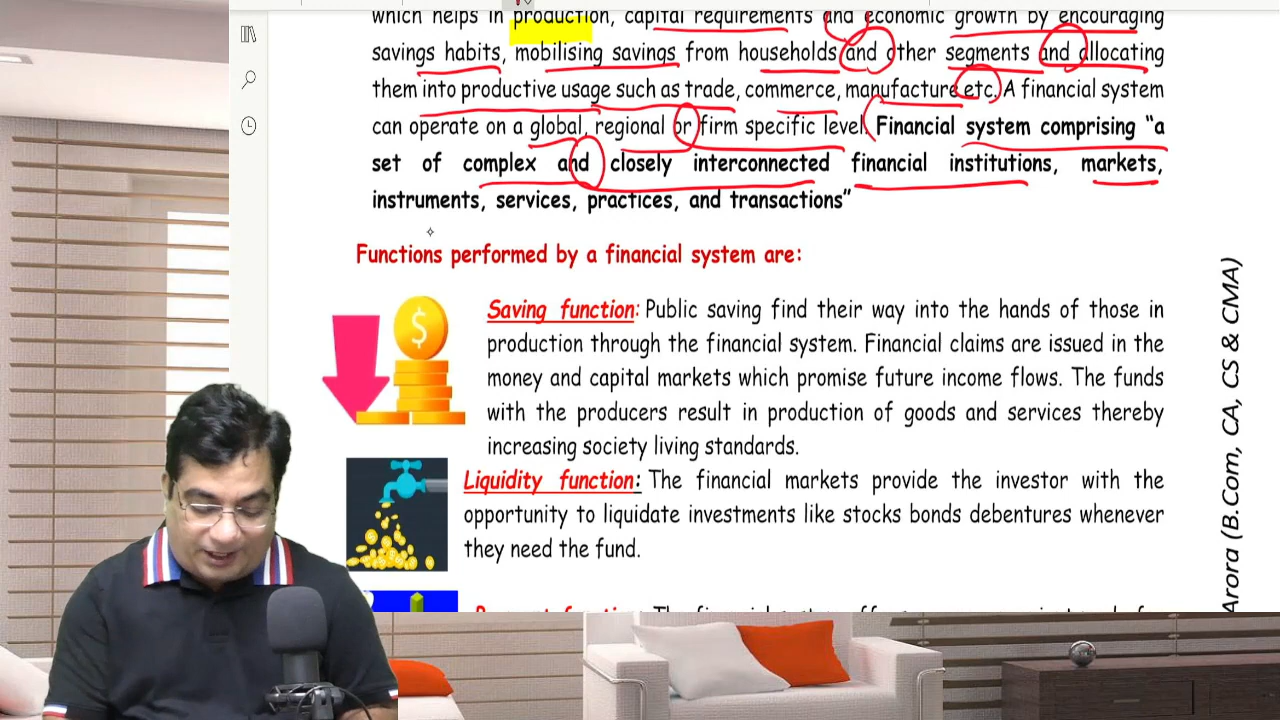 which helps in production, capital requirements and economic growth by encouraging
savings habits, mobilising savings from households and other segments and allocating
them into productive usage such as trade, commerce, manufacture etc. A financial system
can operate on a global, regional or firm specific level. Financial system comprising “a
set of complex and closely interconnected financial institutions, markets,
instruments, services, practices, and transactions”
Functions performed by a financial system are:
Saving function: Public saving find their way into the hands of those in
production through the financial system. Financial claims are issued in the
money and capital markets which promise future income flows. The funds
with the producers result in production of goods and services thereby
increasing society living standards.
Liquidity function: The financial markets provide the investor with the
opportunity to liquidate investments like stocks bonds debentures whenever
they need the fund.
Arora (B.Com, CA, CS & CMA)